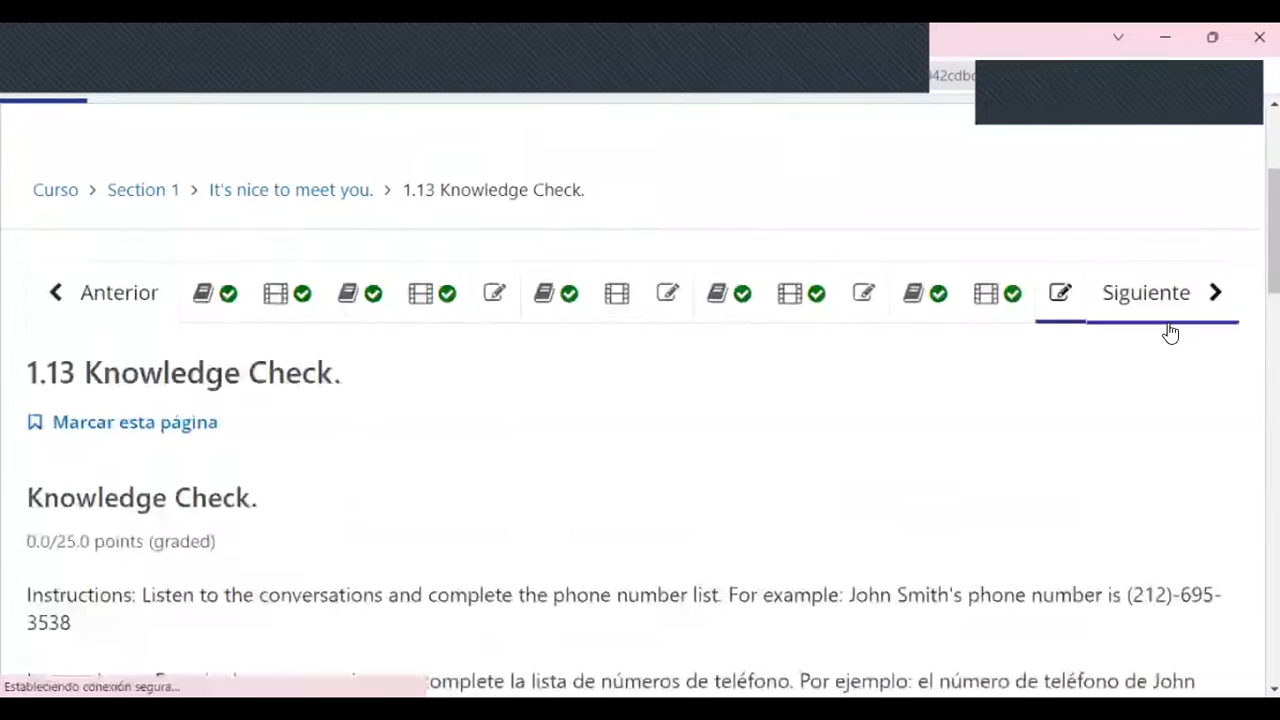 42cdbd
Curso > Section 1 > It's nice to meet you. > 1.13 Knowledge Check.
Anterior
Siguiente
1.13 Knowledge Check.
Marcar esta página
Knowledge Check.
0.0/25.0 points (graded)
Instructions: Listen to the conversations and complete the phone number list. For example: John Smith's phone number is (212)-695-
3538
omplete la lista de números de teléfono. Por ejemplo: el número de teléfono de John
Estableciendo conexión segura...